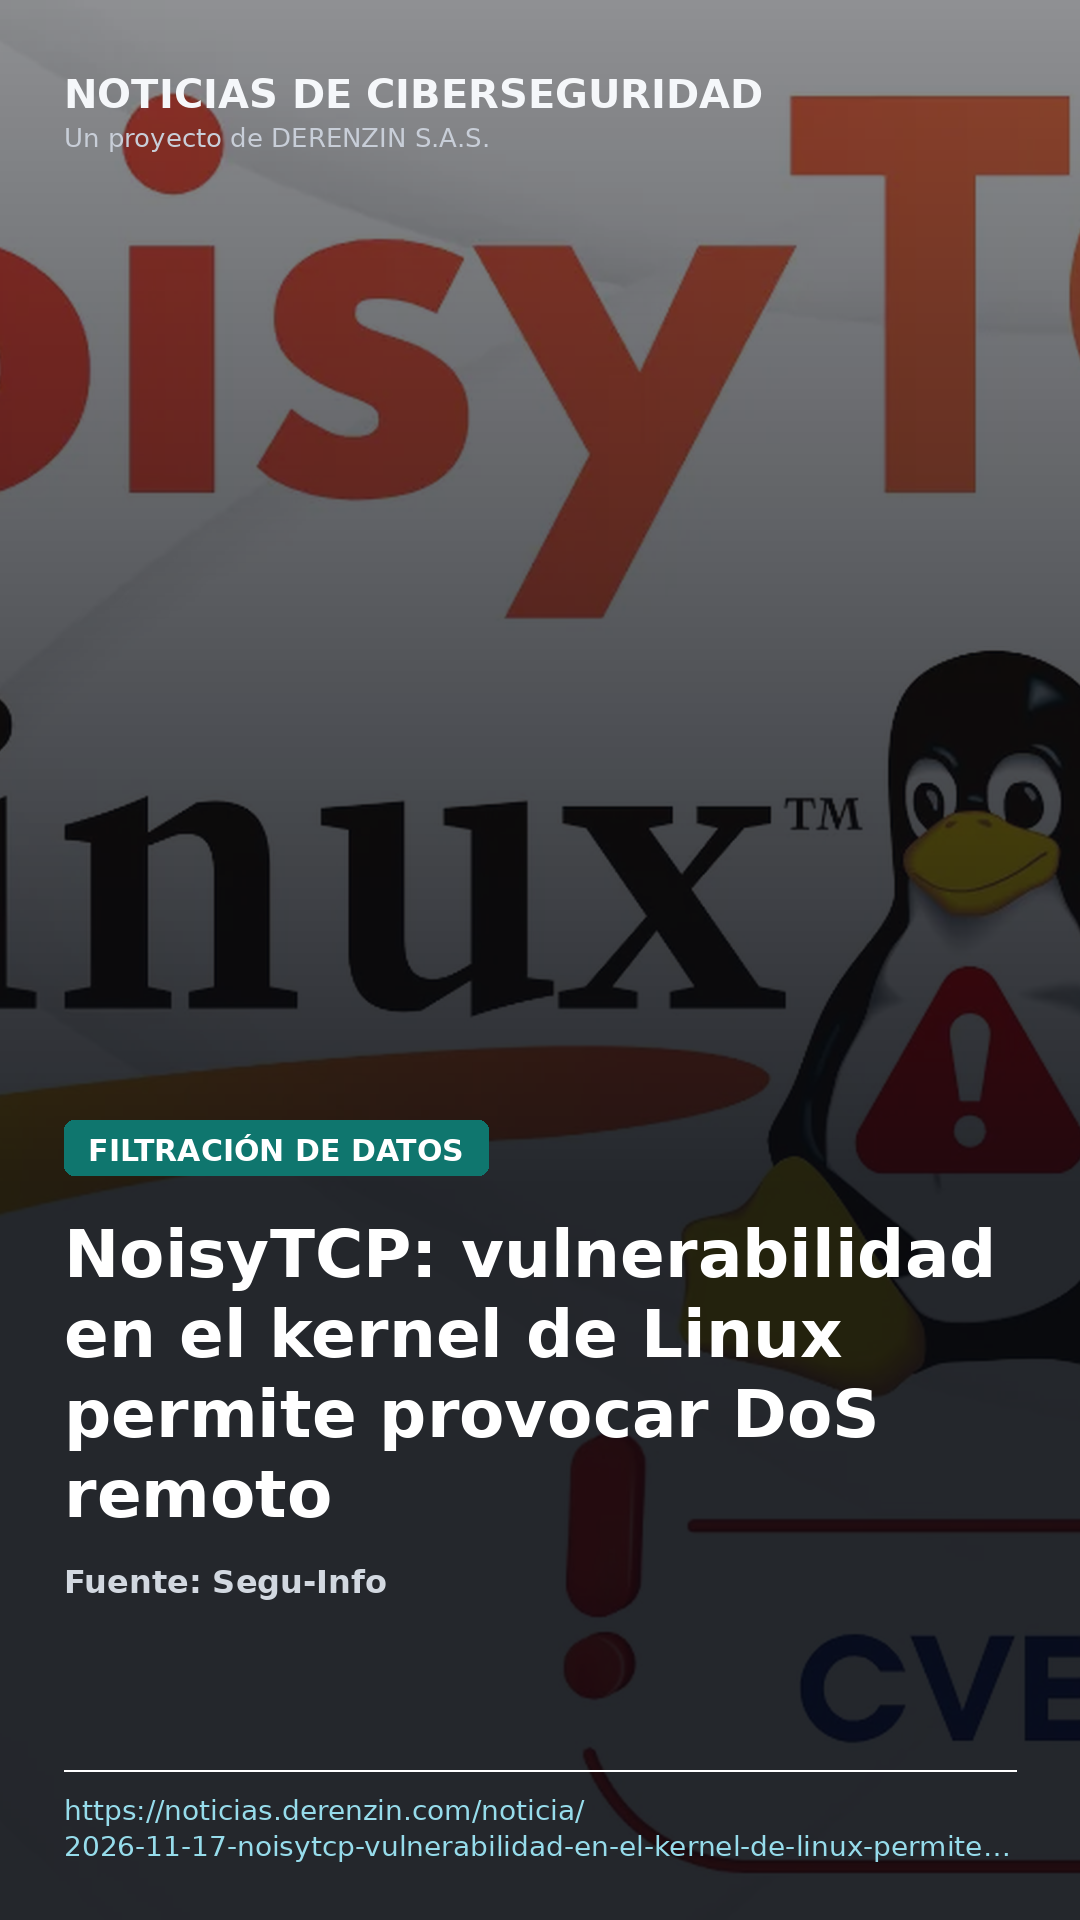 NOTICIAS DE CIBERSEGURIDAD
Un proyecto de DERENZIN S.A.S.
oisyT
inux™
FILTRACIÓN DE DATOS
NoisyTCP: vulnerabilidad
en el kernel de Linux
permite provocar DoS
remoto
Fuente: Segu-Info
CVE
https://noticias.derenzin.com/noticia/
2026-11-17-noisytcp-vulnerabilidad-en-el-kernel-de-linux-permite...